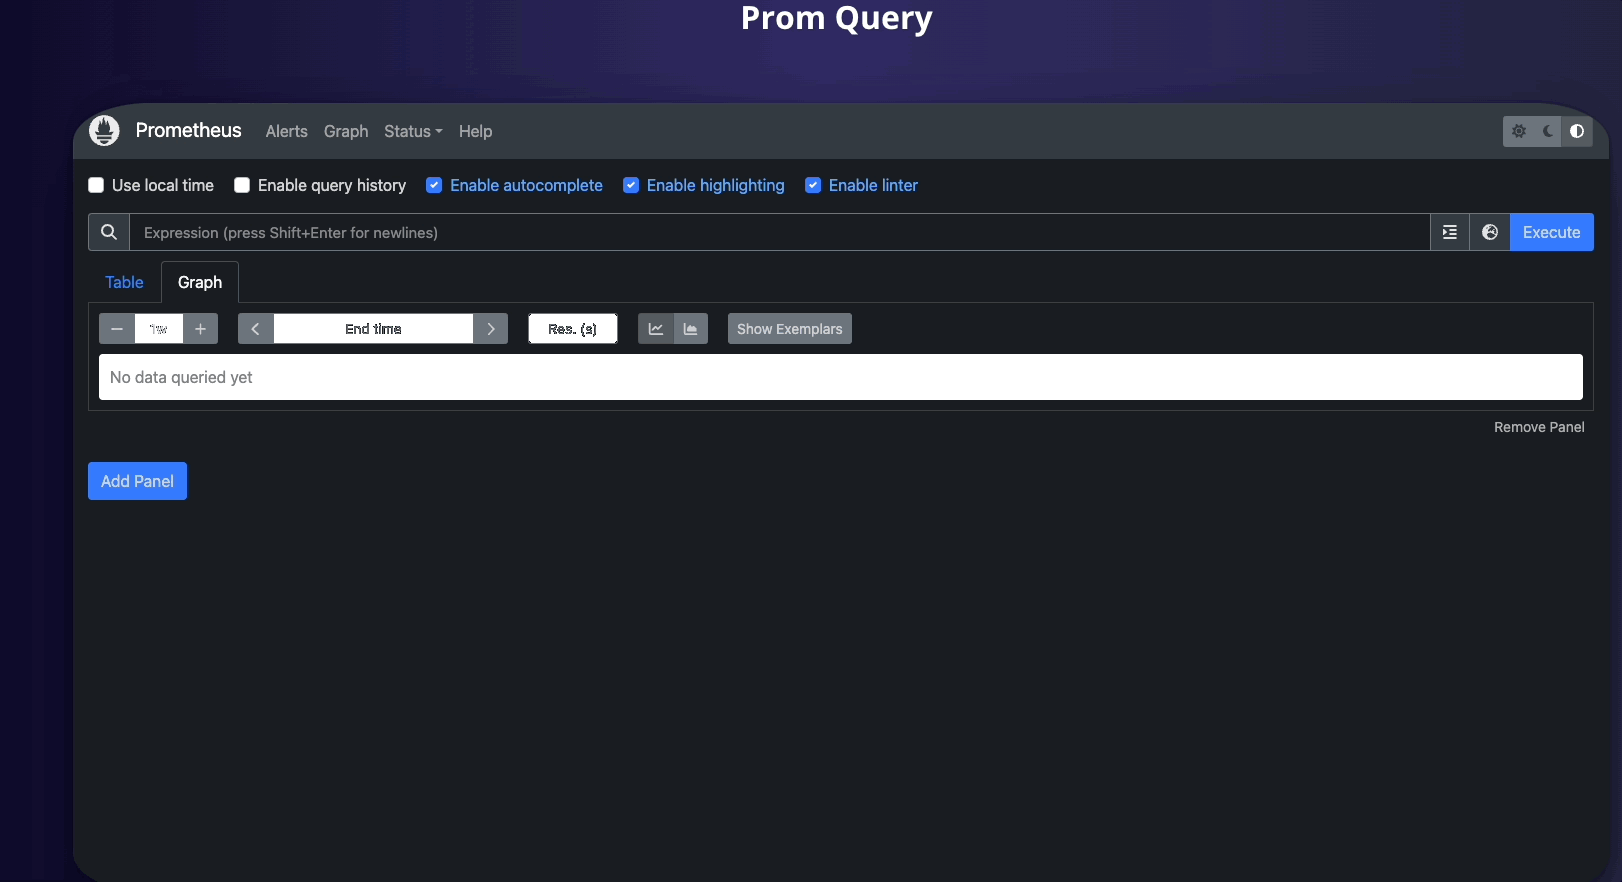 Prom Query
Prometheus Alerts Graph Status Help
Use local time Enable query history Enable autocomplete Enable highlighting Enable linter
Expression (press Shift+Enter for newlines) Execute
Table Graph
1w End time Res. (s) Show Exemplars
No data queried yet
Remove Panel
Add Panel